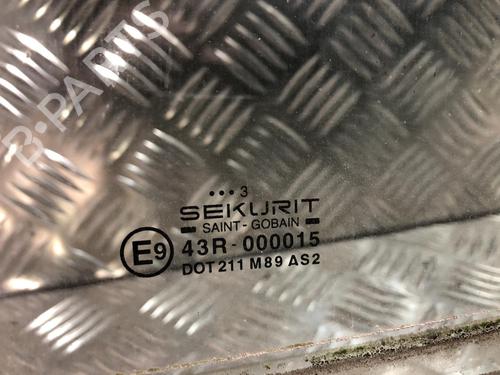 B-PARTS
••• 3
SEKURIT
SAINT-GOBAIN
E9 43R-000015
DOT 211 M89 AS2